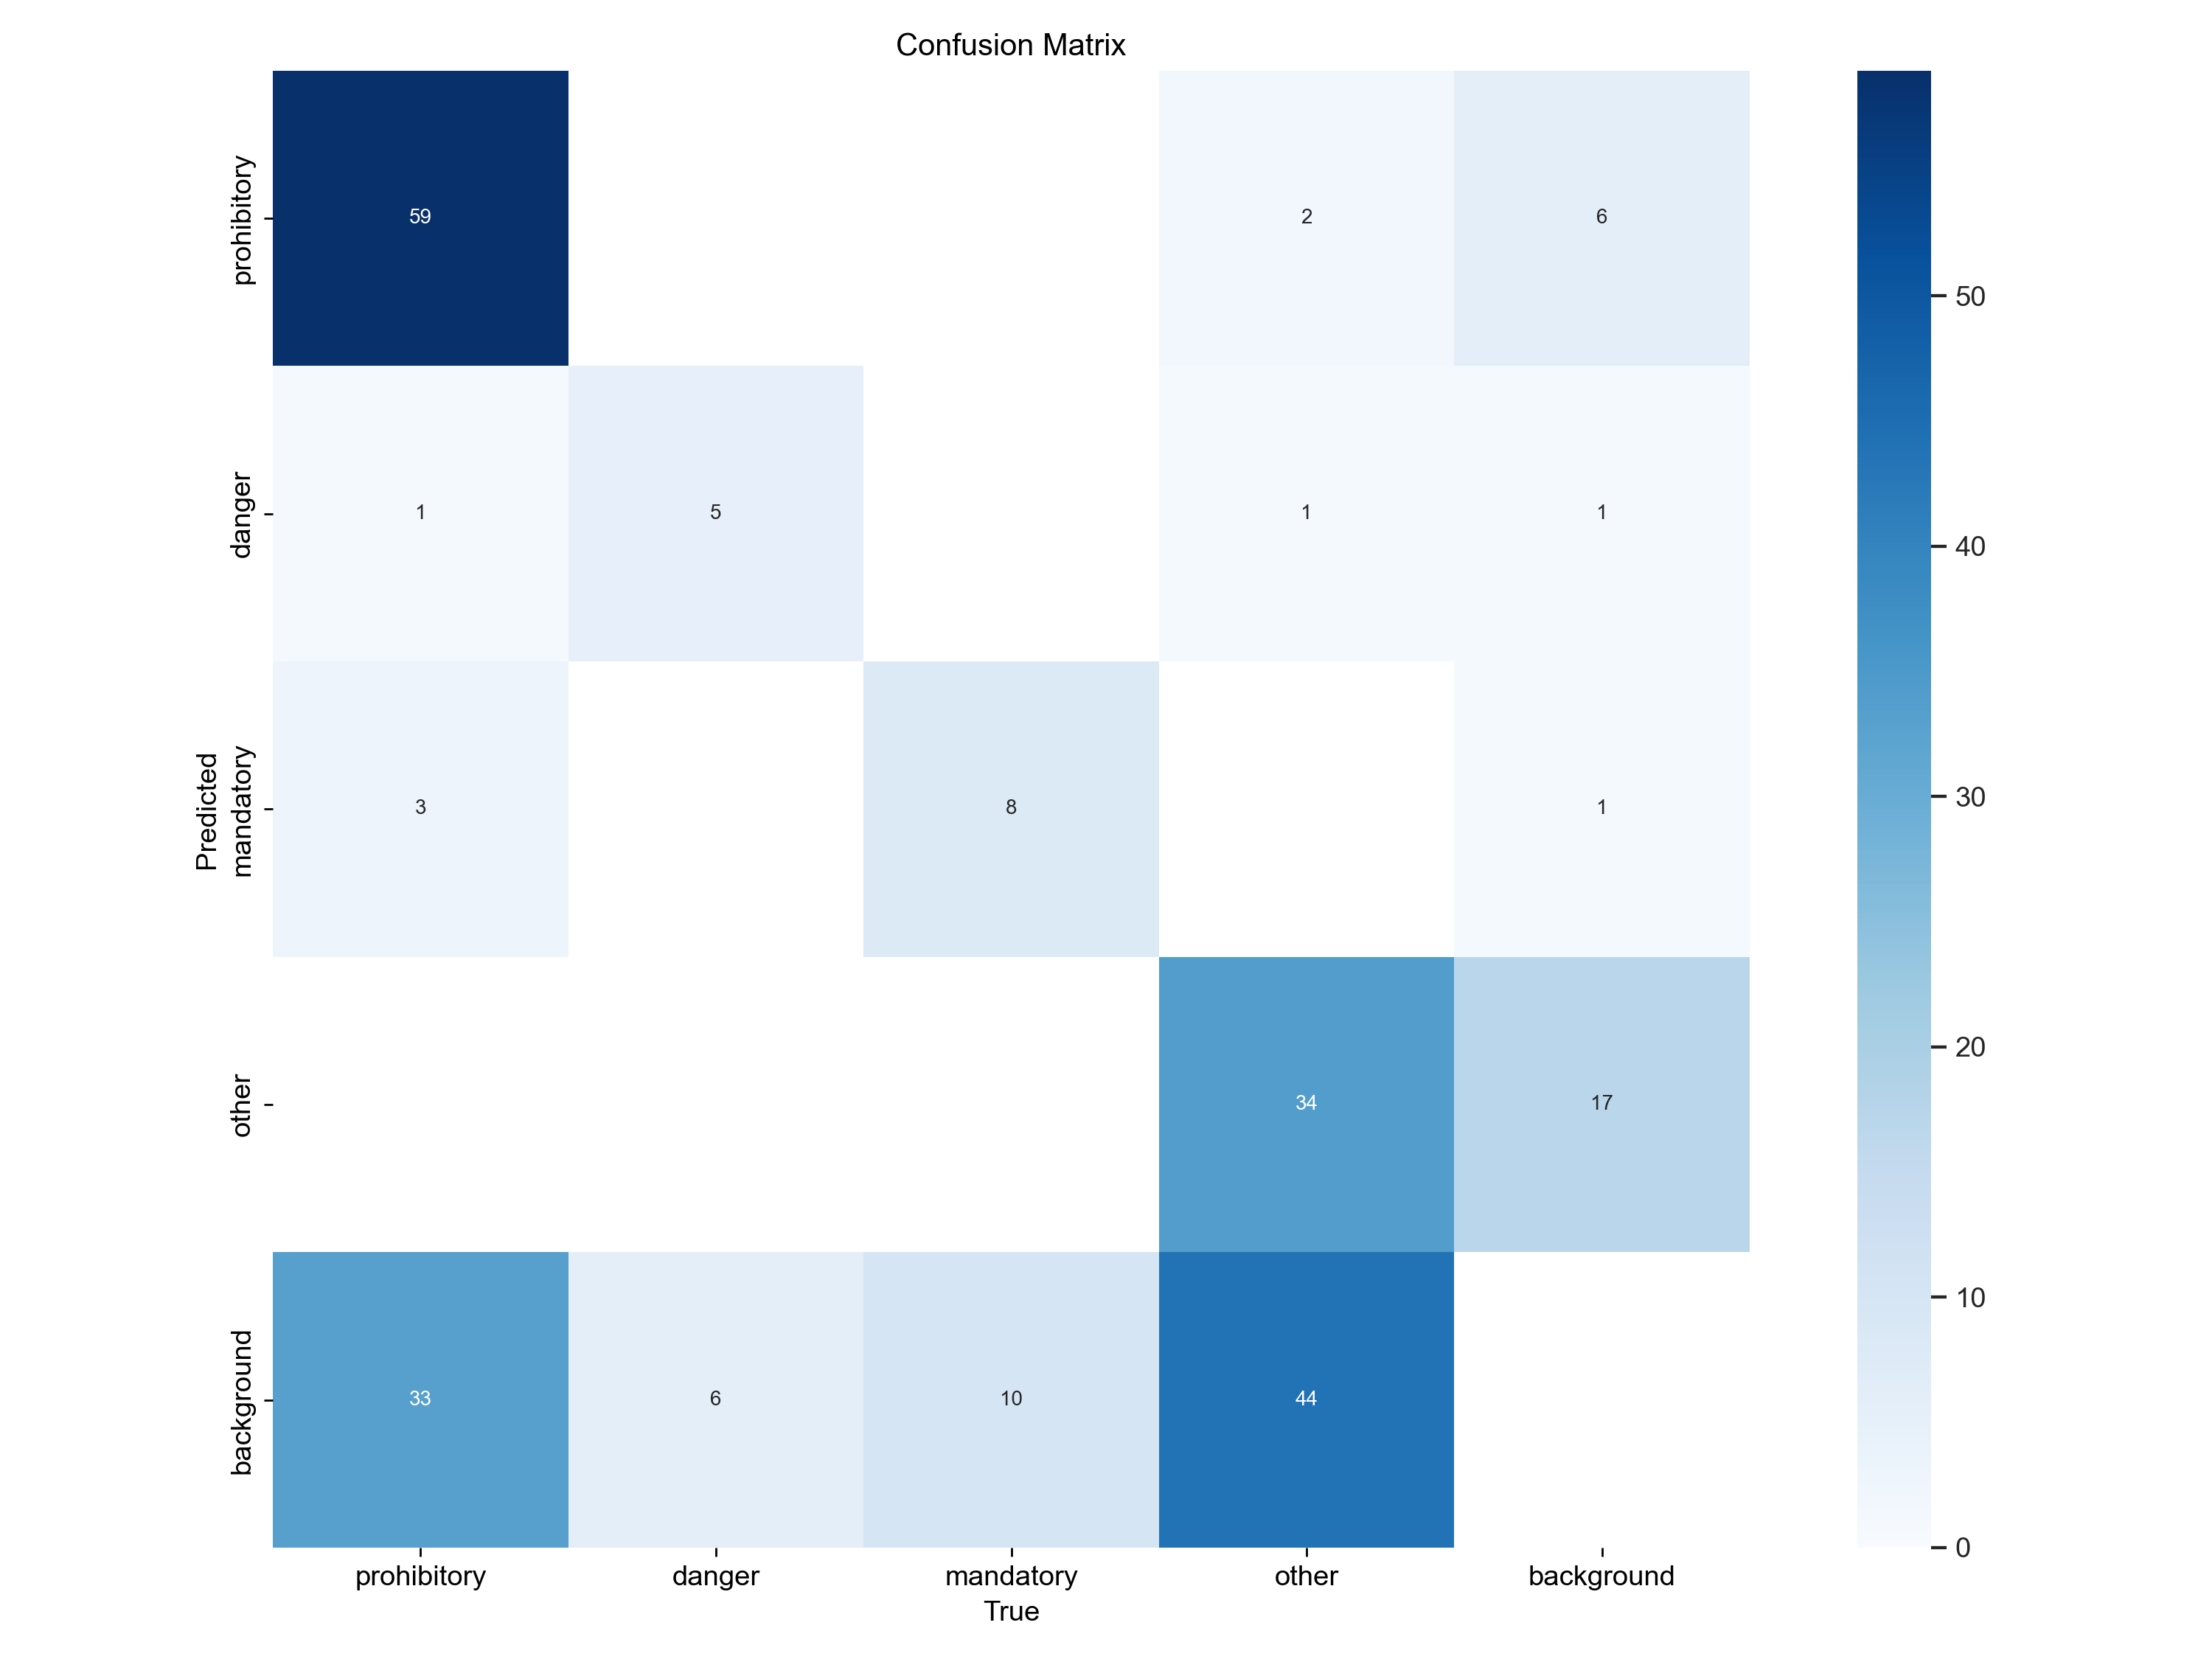 Confusion Matrix
prohibitory
59
2
6
50
danger
1
5
1
1
40
Predicted
mandatory
3
8
1
30
other
34
17
20
background
33
6
10
44
10
0
prohibitory
danger
mandatory
other
background
True